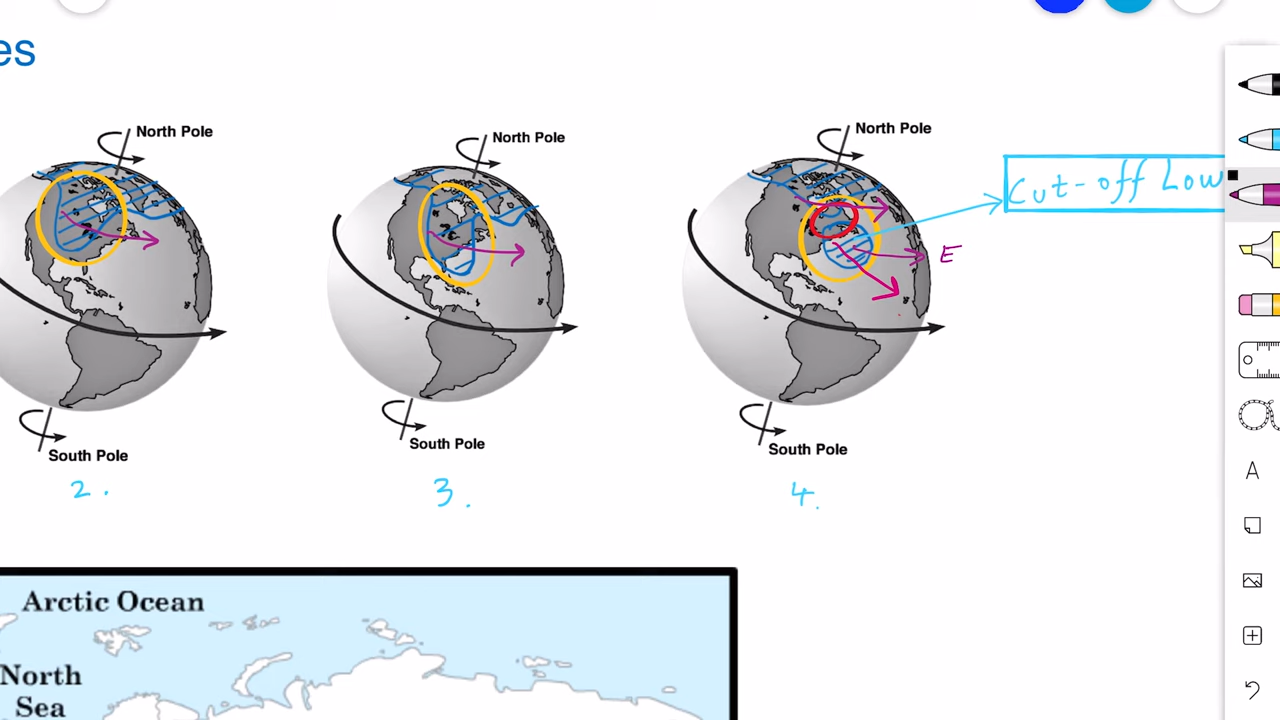 es
North Pole
North Pole
North Pole
Cut-off Low
E
South Pole
South Pole
South Pole
2.
3.
4.
Arctic Ocean
North
Sea
A